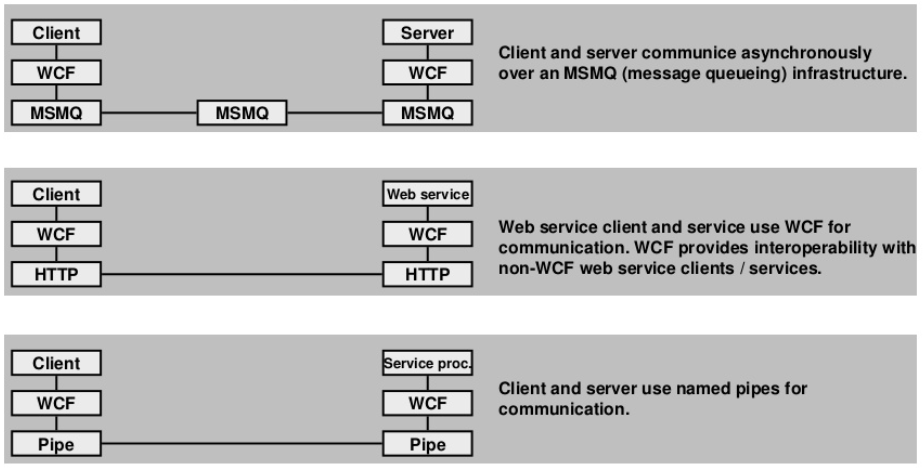 Client
Server
WCF
WCF
MSMQ
MSMQ
MSMQ
Client and server communice asynchronously
over an MSMQ (message queueing) infrastructure.
Client
Web service
WCF
WCF
HTTP
HTTP
Web service client and service use WCF for
communication. WCF provides interoperability with
non-WCF web service clients / services.
Client
Service proc.
WCF
WCF
Pipe
Pipe
Client and server use named pipes for
communication.